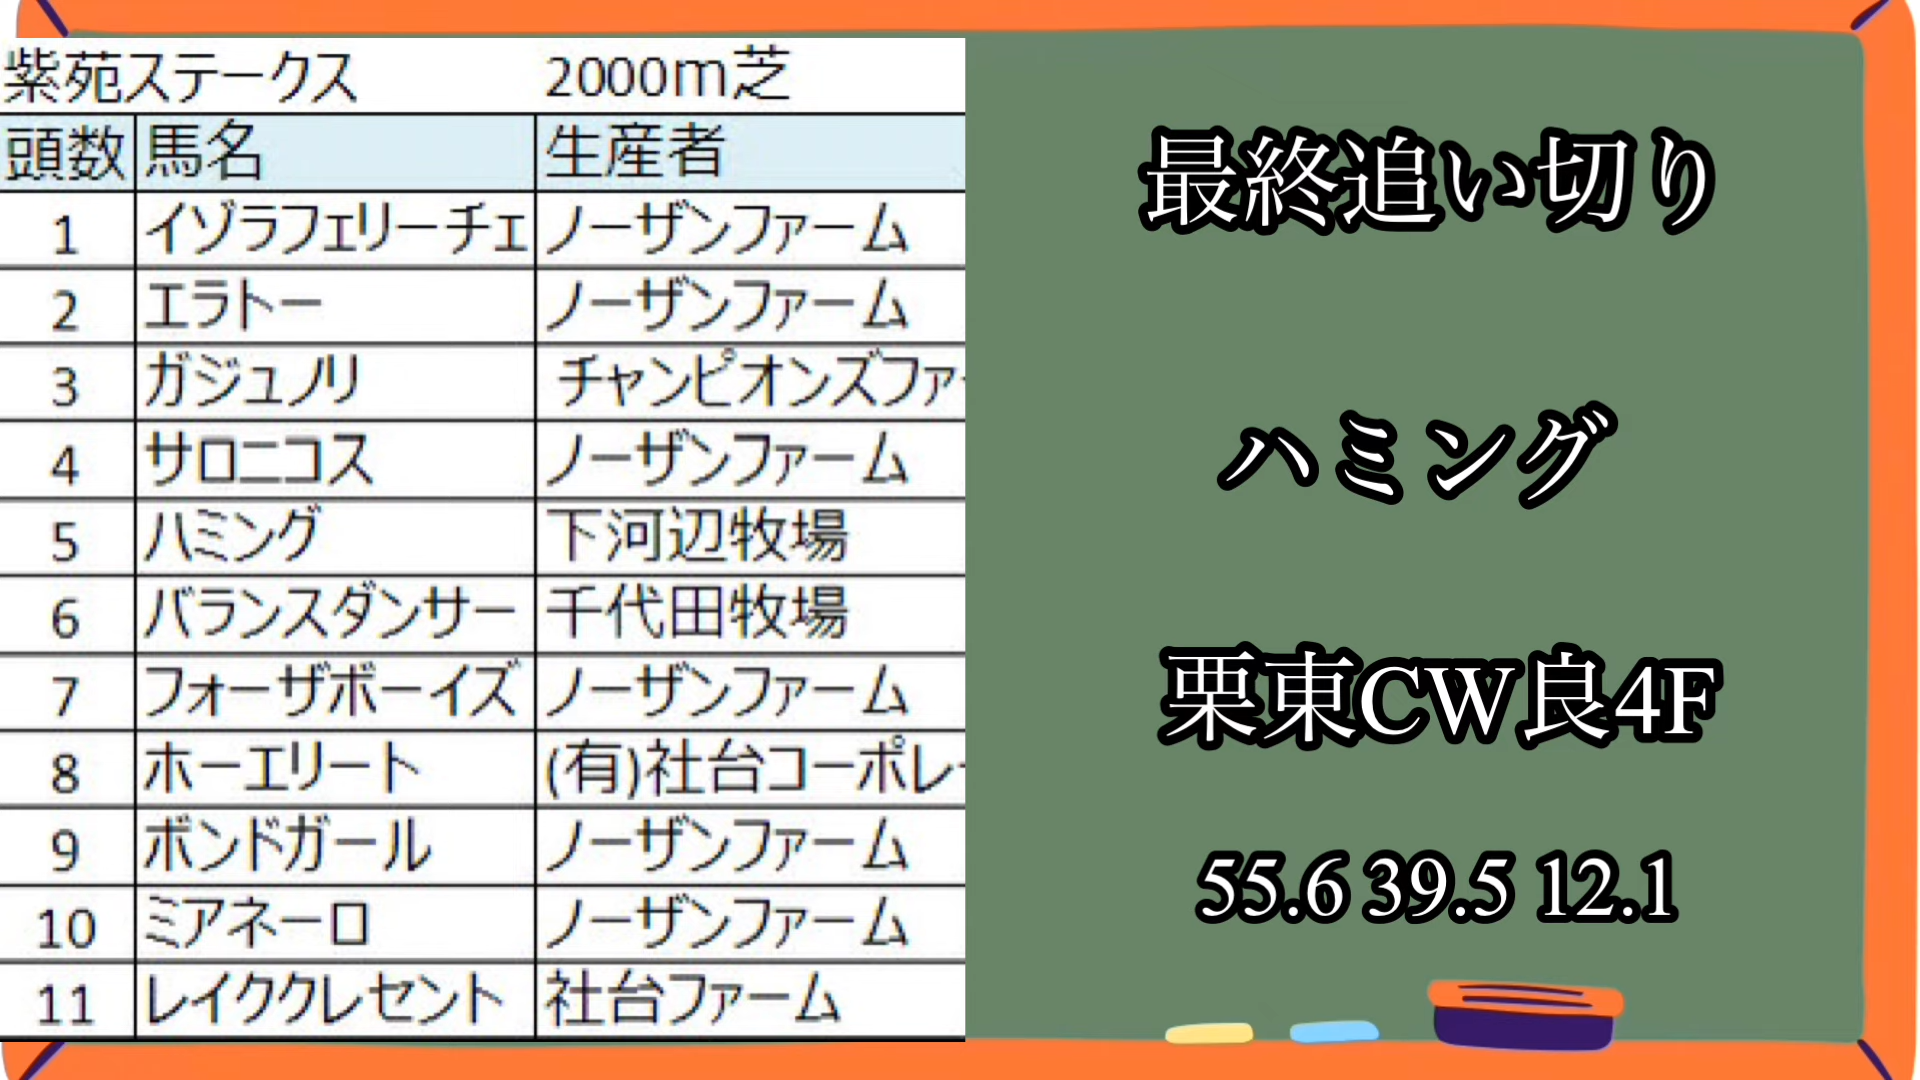 紫苑ステークス 2000m芝
頭数 馬名 生産者
1 イゾラフェリーチェ ノーザンファーム
2 エラトー ノーザンファーム
3 ガジュノリ チャンピオンズファー
4 サロニコス ノーザンファーム
5 ハミング 下河辺牧場
6 バランスダンサー 千代田牧場
7 フォーザボーイズ ノーザンファーム
8 ホーエリート (有)社台コーポレー
9 ボンドガール ノーザンファーム
10 ミアネーロ ノーザンファーム
11 レイククレセント 社台ファーム
最終追い切り
ハミング
栗東CW良4F
55.6 39.5 12.1